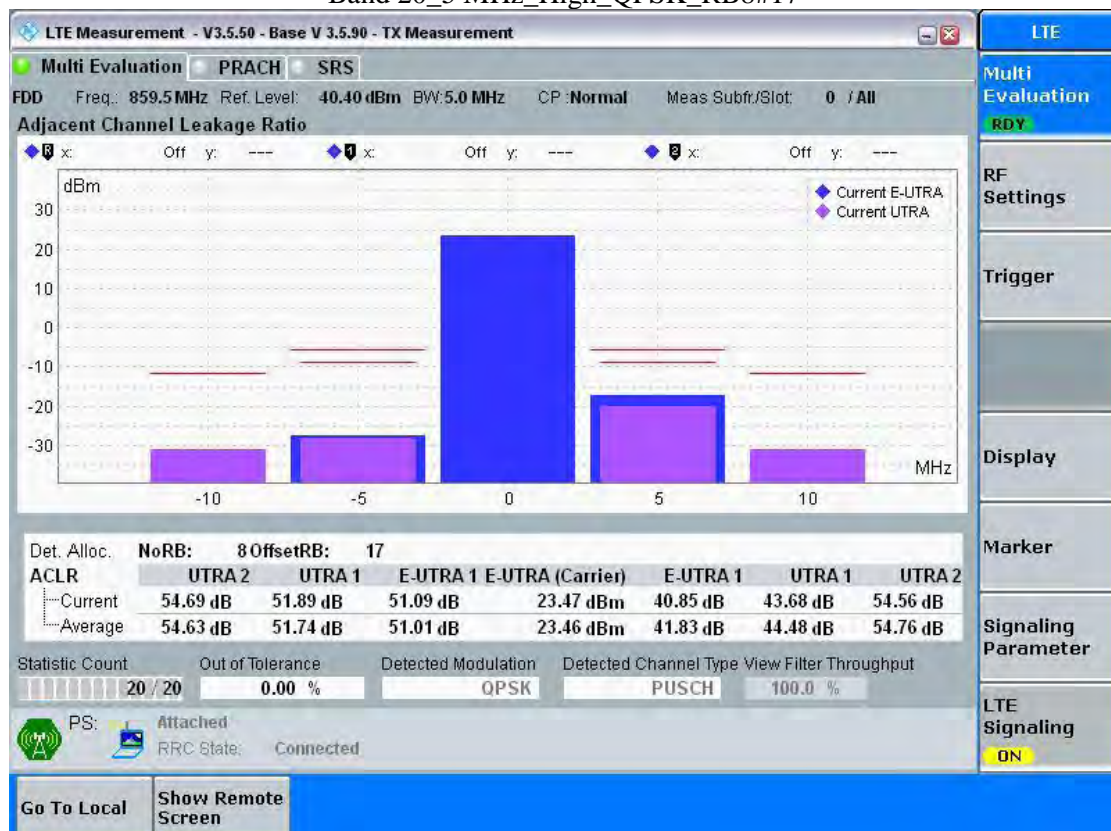 Band 20_5 MHz_High_QPSK_RB8#17
LTE Measurement - V3.5.50 - Base V 3.5.90 - TX Measurement
LTE
Multi Evaluation PRACH SRS
Multi Evaluation
RDY
FDD Freq.: 859.5 MHz Ref. Level: 40.40 dBm BW: 5.0 MHz CP :Normal Meas Subfr./Slot: 0 / All
Adjacent Channel Leakage Ratio
R x: Off y: --- 1 x: Off y: --- 2 x: Off y: ---
dBm
Current E-UTRA
Current UTRA
30
20
10
0
-10
-20
-30
MHz
-10 -5 0 5 10
RF Settings
Trigger
Display
Marker
Signaling Parameter
LTE Signaling
ON
Det. Alloc. NoRB: 8 OffsetRB: 17
ACLR UTRA 2 UTRA 1 E-UTRA 1 E-UTRA (Carrier) E-UTRA 1 UTRA 1 UTRA 2
Current 54.69 dB 51.89 dB 51.09 dB 23.47 dBm 40.85 dB 43.68 dB 54.56 dB
Average 54.63 dB 51.74 dB 51.01 dB 23.46 dBm 41.83 dB 44.48 dB 54.76 dB
Statistic Count Out of Tolerance Detected Modulation Detected Channel Type View Filter Throughput
20 / 20 0.00 % QPSK PUSCH 100.0 %
PS: Attached
RRC State: Connected
Go To Local
Show Remote Screen